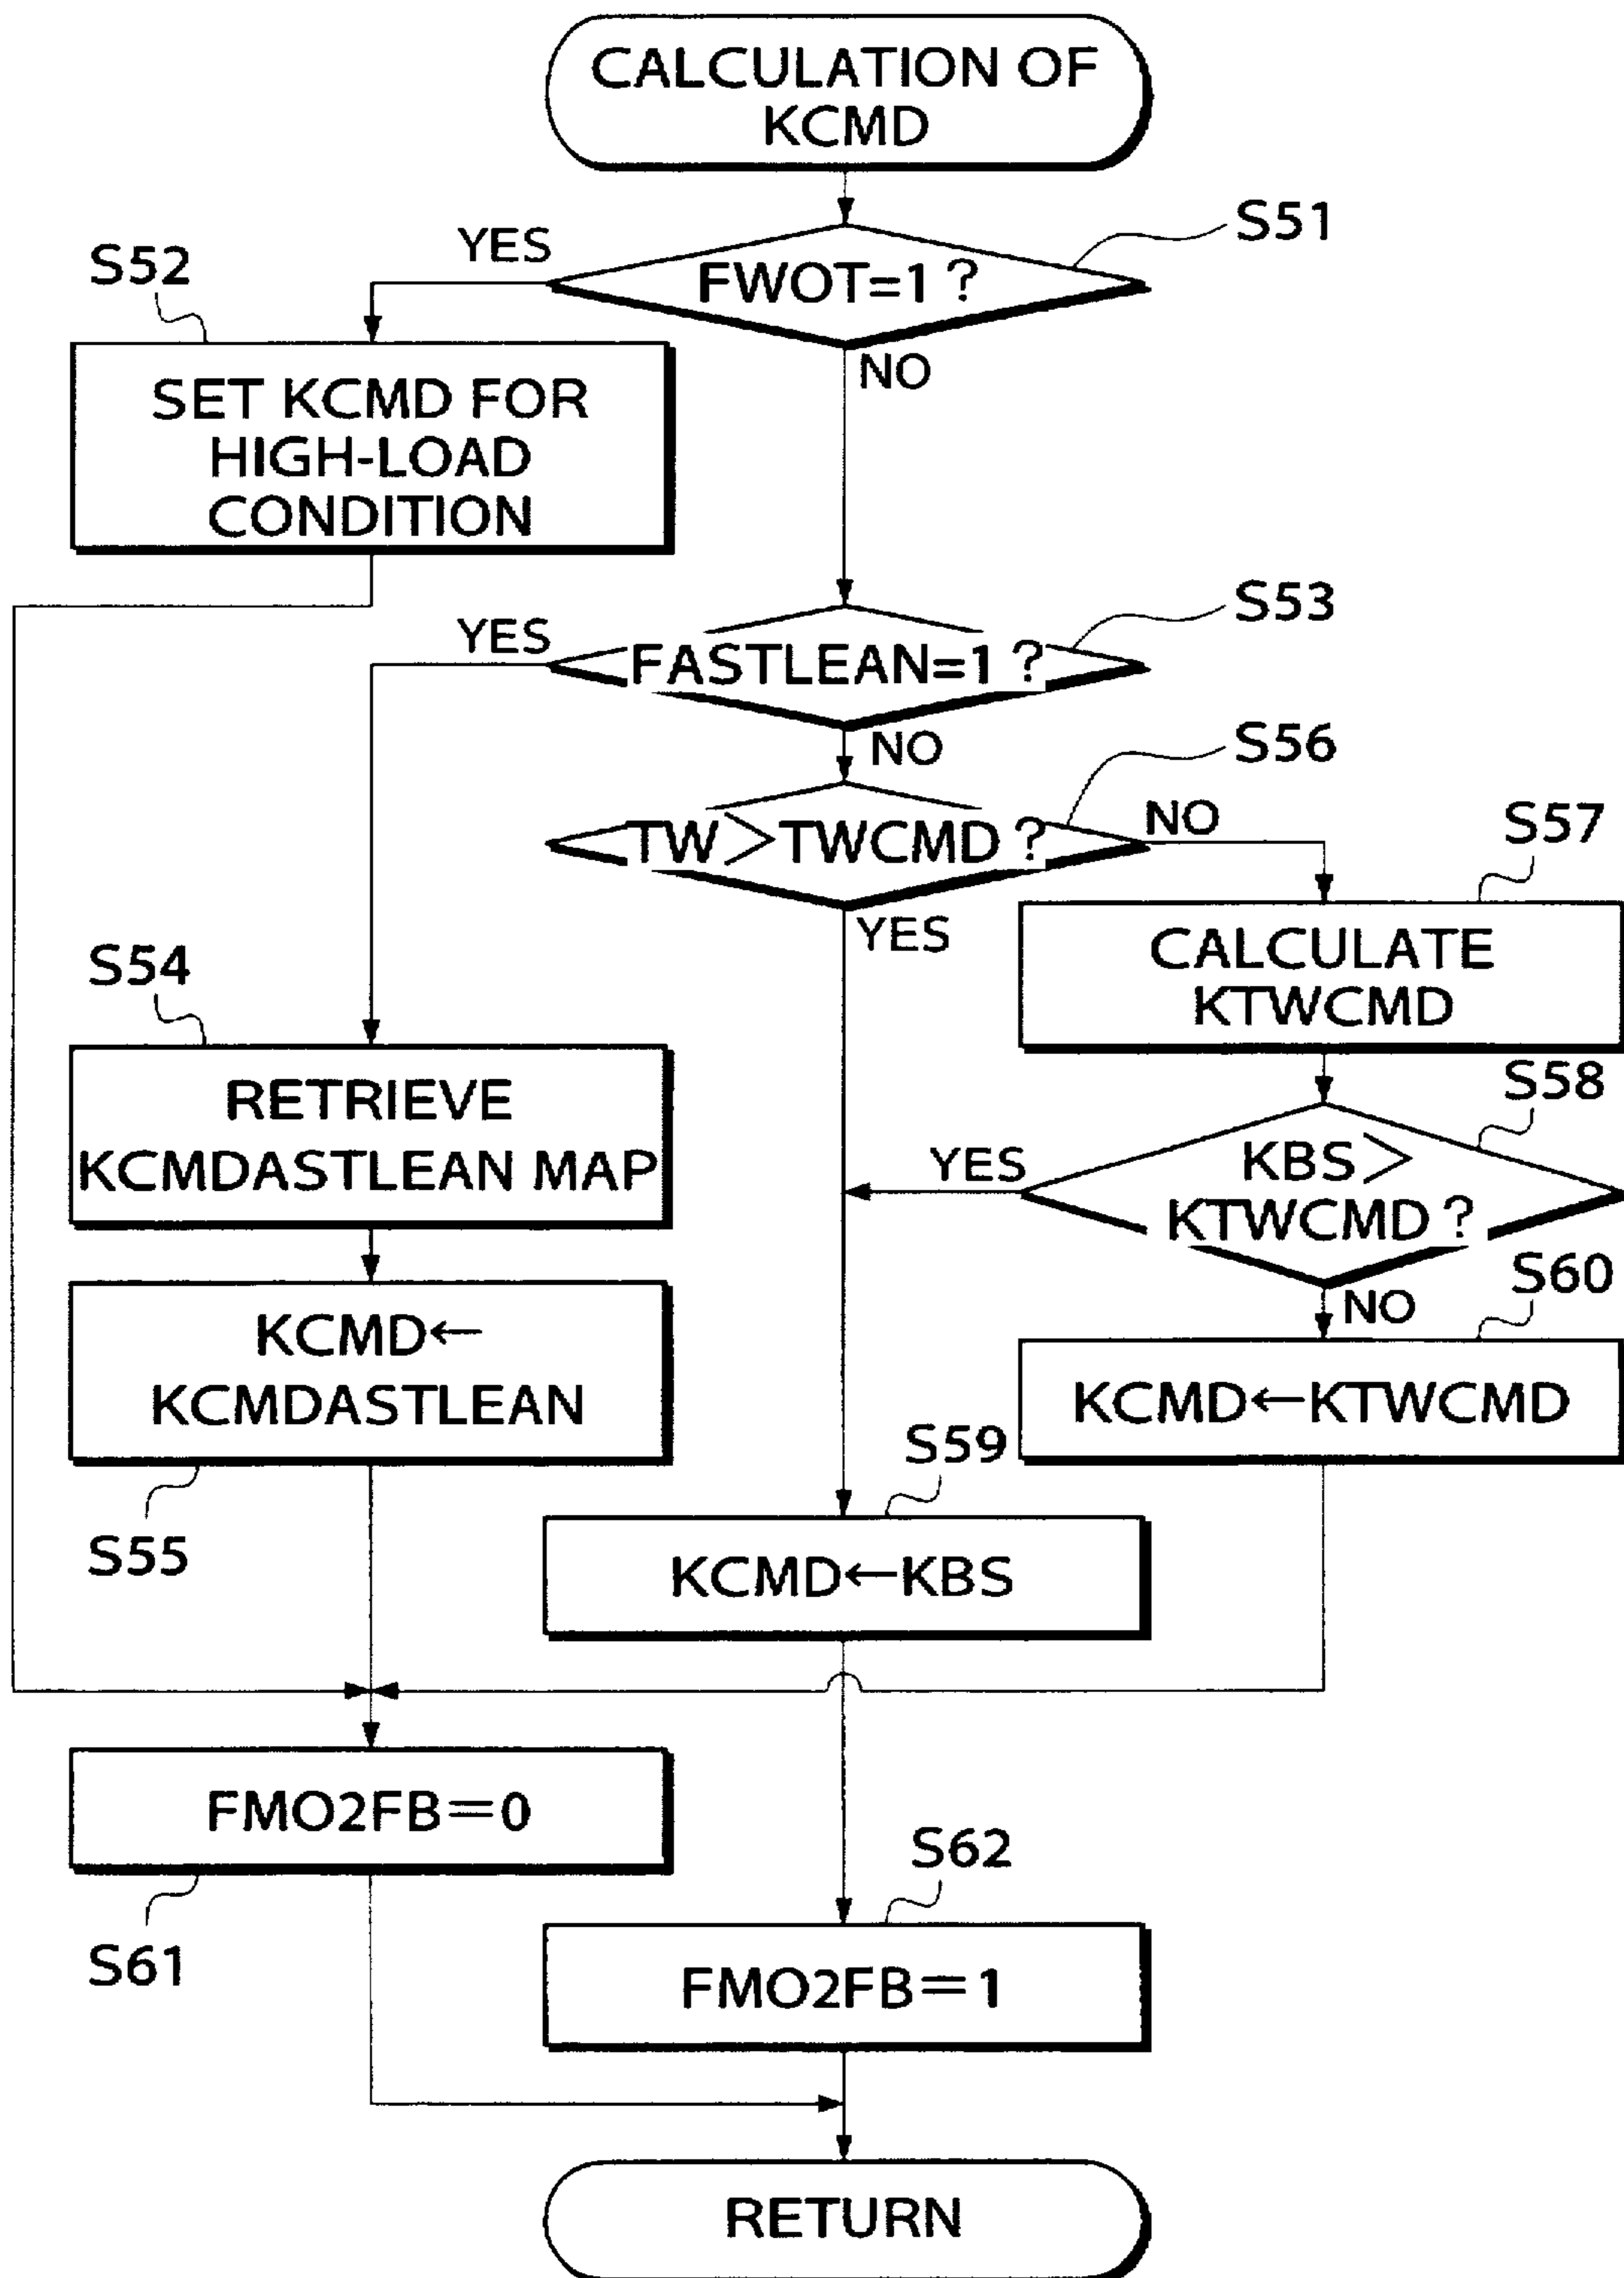 CALCULATION OF
KCMD
S51
YES
FWOT=1?
S52
NO
SET KCMD FOR
HIGH-LOAD
CONDITION
S53
YES
FASTLEAN=1?
NO
S56
TW>TWCMD?
NO
S57
YES
CALCULATE
KTWCMD
S54
RETRIEVE
KCMDASTLEAN MAP
S58
YES
KBS>
KTWCMD?
S60
NO
KCMD←
KCMDASTLEAN
KCMD←KTWCMD
S59
S55
KCMD←KBS
FMO2FB=0
S62
S61
FMO2FB=1
RETURN